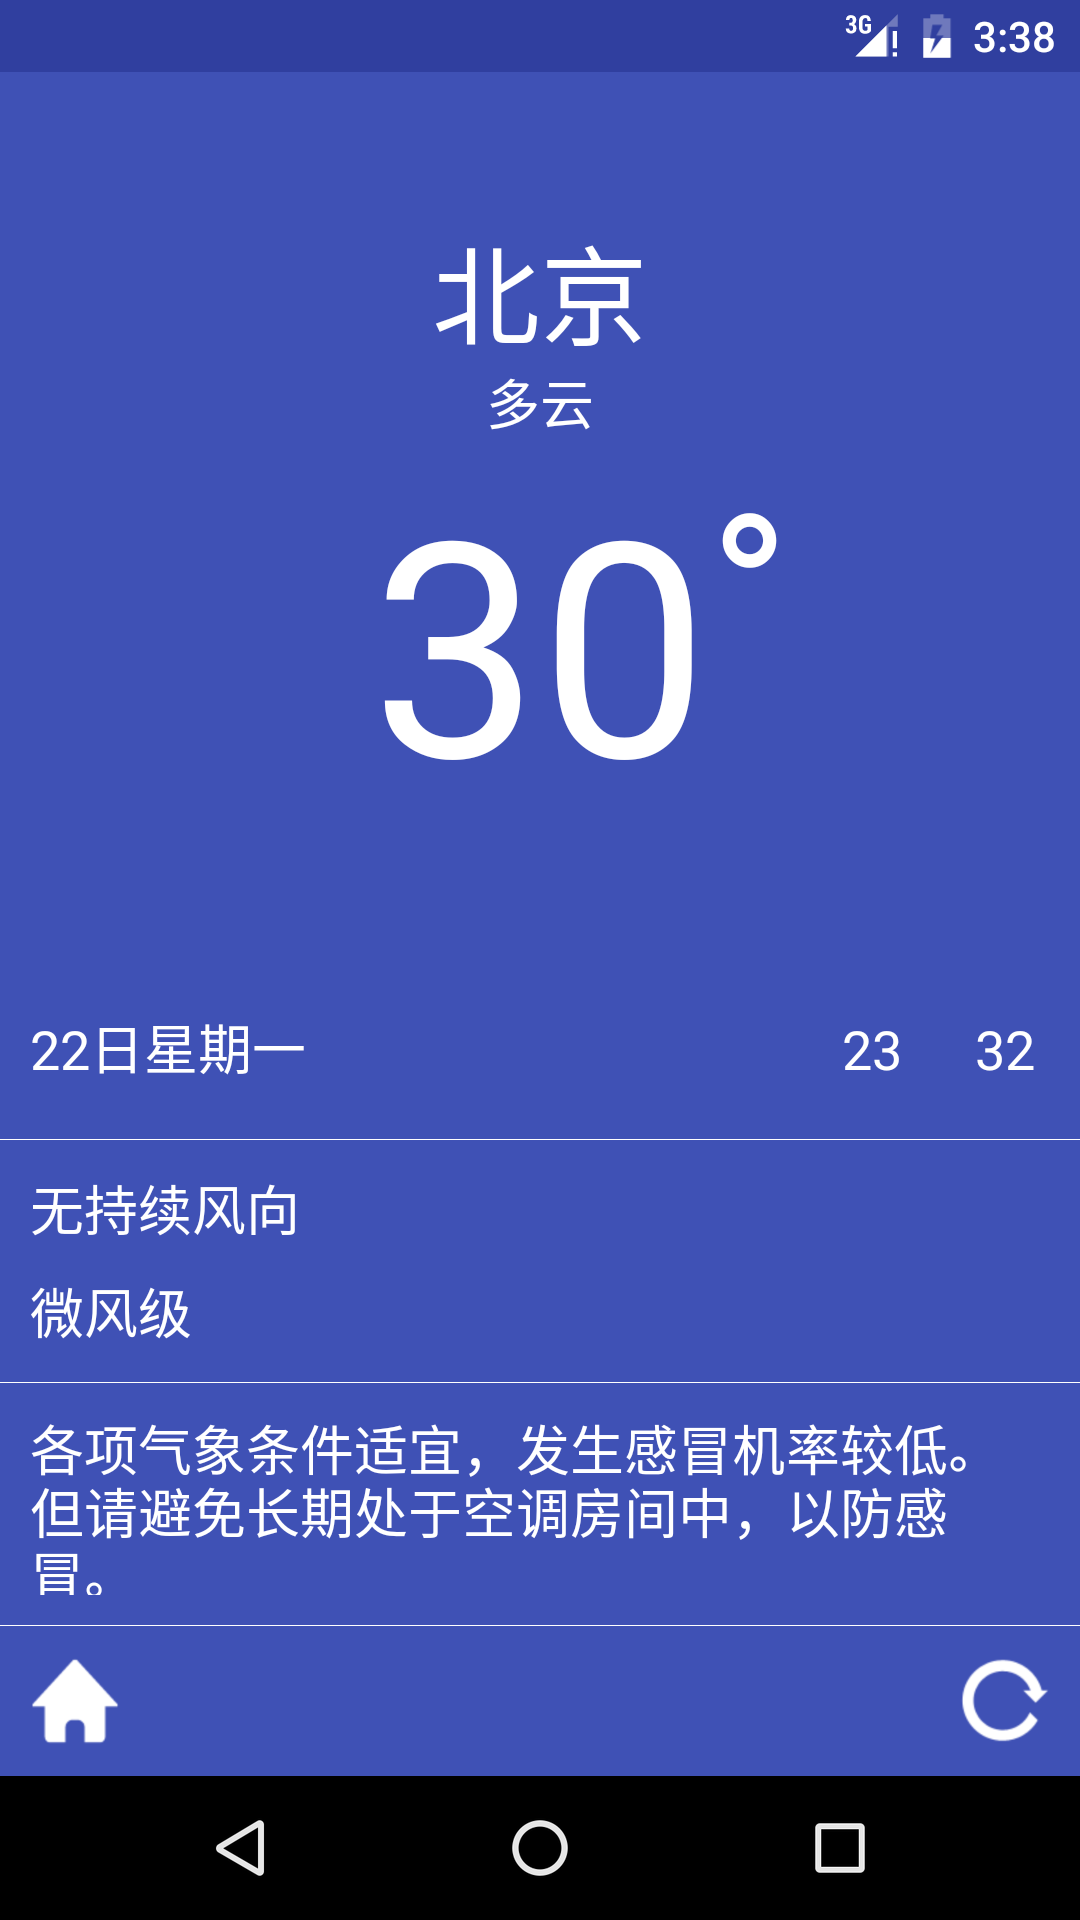 3G 3:38
北京
多云
30°
22日星期一 23 32
无持续风向
微风级
各项气象条件适宜，发生感冒机率较低。
但请避免长期处于空调房间中，以防感
冒。